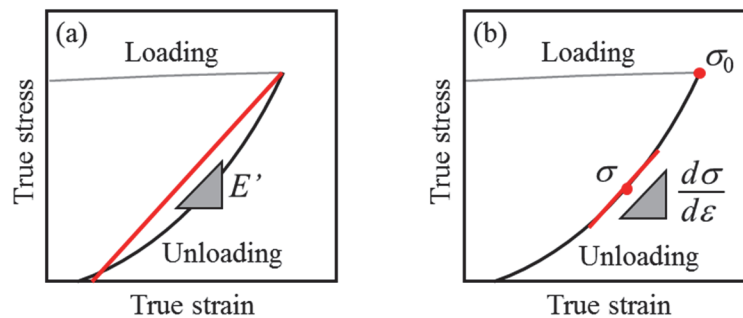 (a)
Loading
E’
Unloading
True stress
True strain
(b)
Loading
σ₀
σ
dσ
dε
Unloading
True stress
True strain